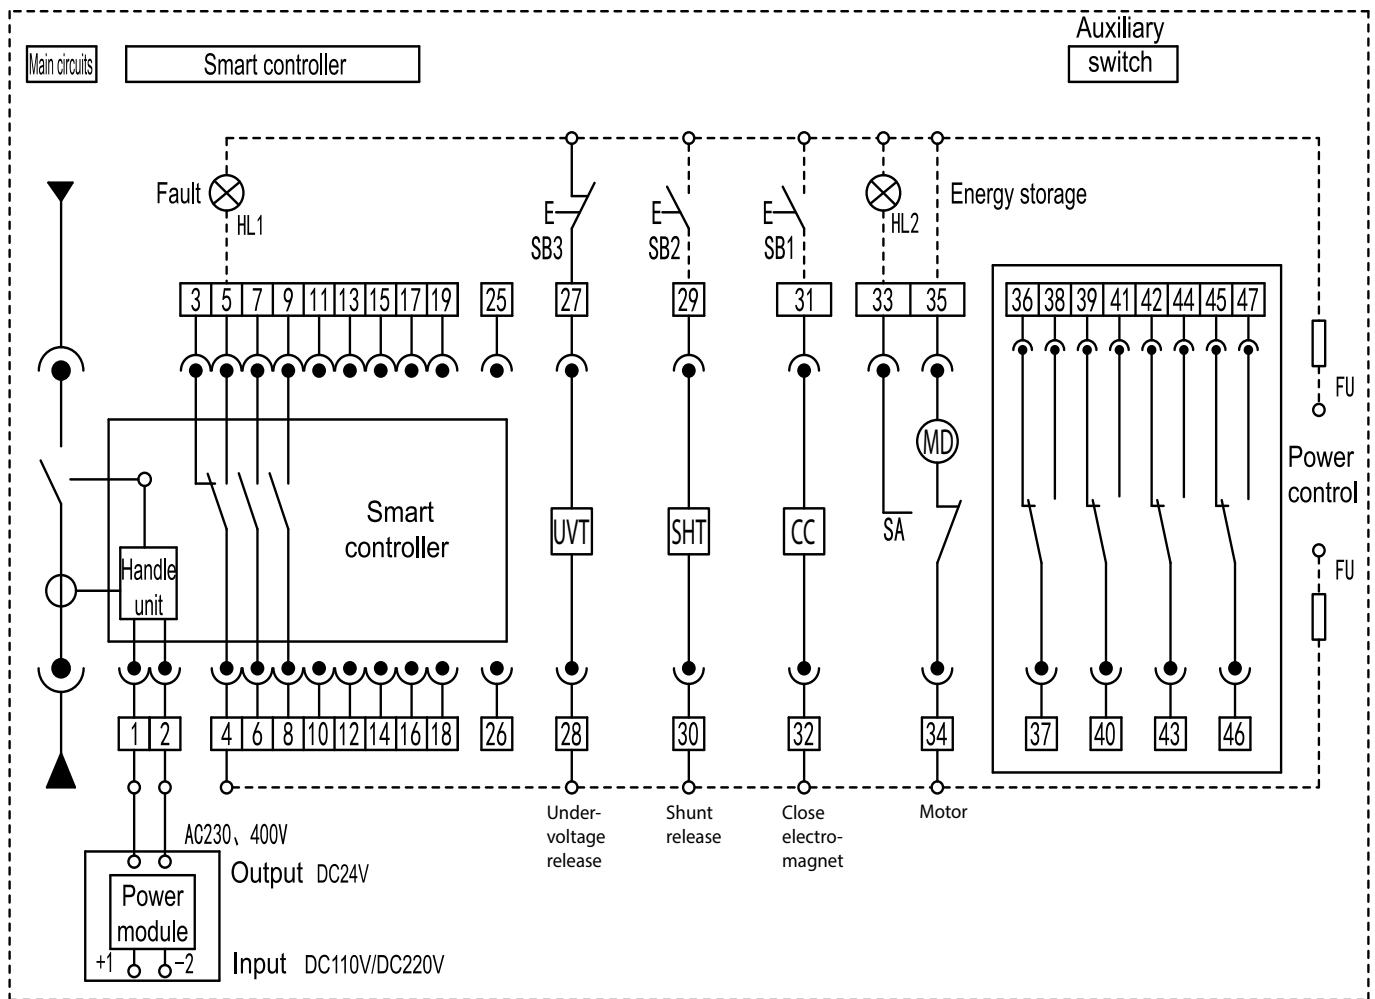 Auxiliary
Main circuits
Smart controller
switch
Fault
HL1
E
SB3
E
SB2
E
SB1
HL2
Energy storage
3 5 7 9 11 13 15 17 19 25 27 29 31 33 35 36 38 39 41 42 44 45 47
FU
MD
Power
control
Smart
controller
UVT
SHT
CC
SA
Handle
unit
FU
1 2 4 6 8 10 12 14 16 18 26 28 30 32 34 37 40 43 46
Under-
voltage
release
Shunt
release
Close
electro-
magnet
Motor
AC230、400V
Output DC24V
Power
module
+1
-2
Input DC110V/DC220V